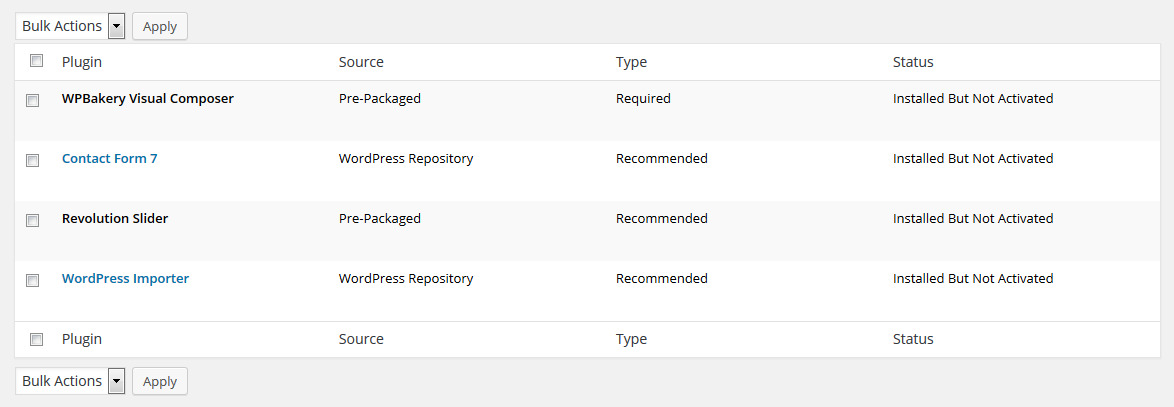 Bulk Actions Apply
Plugin Source Type Status
WPBakery Visual Composer Pre-Packaged Required Installed But Not Activated
Contact Form 7 WordPress Repository Recommended Installed But Not Activated
Revolution Slider Pre-Packaged Recommended Installed But Not Activated
WordPress Importer WordPress Repository Recommended Installed But Not Activated
Plugin Source Type Status
Bulk Actions Apply